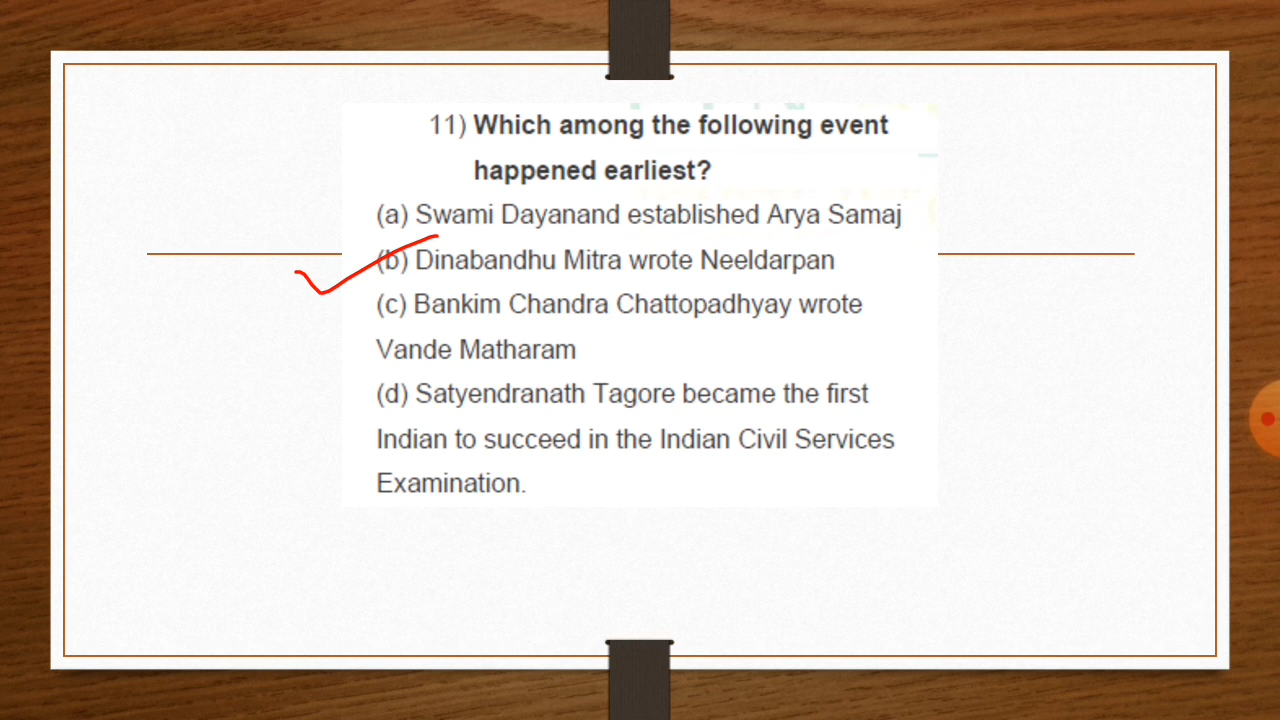 11) Which among the following event
happened earliest?
(a) Swami Dayanand established Arya Samaj
(b) Dinabandhu Mitra wrote Neeldarpan
(c) Bankim Chandra Chattopadhyay wrote
Vande Matharam
(d) Satyendranath Tagore became the first
Indian to succeed in the Indian Civil Services
Examination.